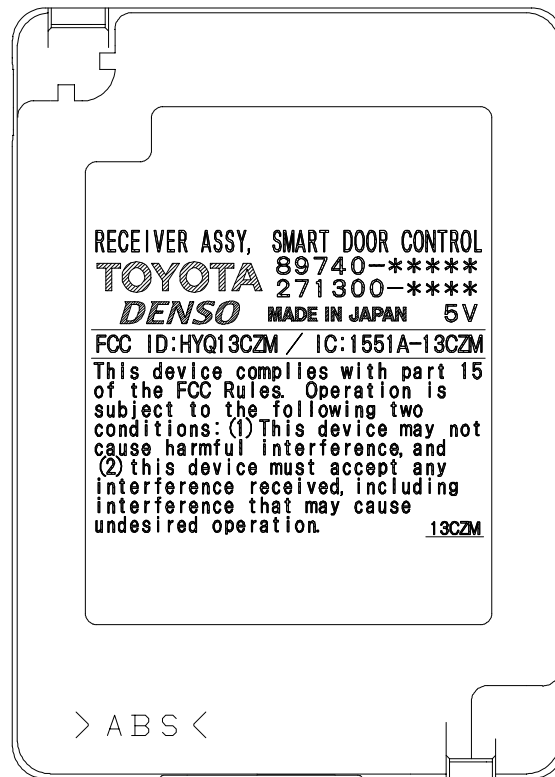 RECEIVER ASSY, SMART DOOR CONTROL
TOYOTA 89740-*****
271300-****
DENSO MADE IN JAPAN 5V
FCC ID:HYQ13CZM / IC:1551A-13CZM
This device complies with part 15
of the FCC Rules. Operation is
subject to the following two
conditions: (1) This device may not
cause harmful interference, and
(2) this device must accept any
interference received, including
interference that may cause
undesired operation.
13CZM
>ABS<